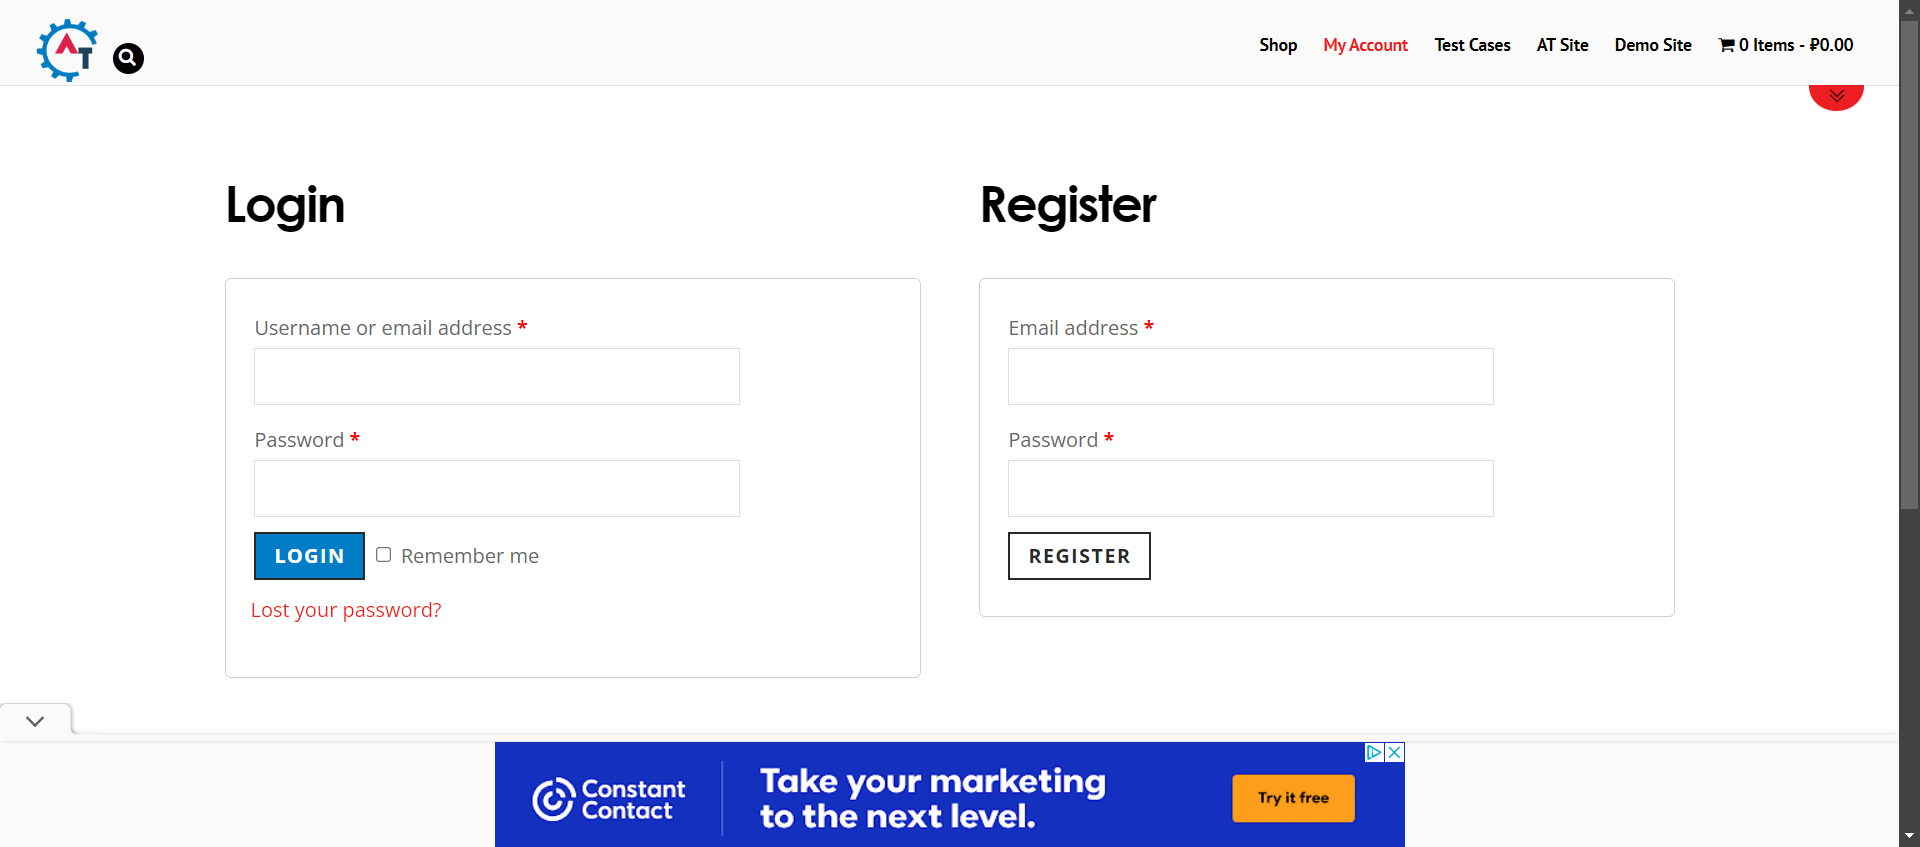 AT
Shop
My Account
Test Cases
AT Site
Demo Site
0 Items - ₽0.00
Login
Username or email address *
Password *
LOGIN
Remember me
Lost your password?
Register
Email address *
Password *
REGISTER
Constant
Contact
Take your marketing
to the next level.
Try it free